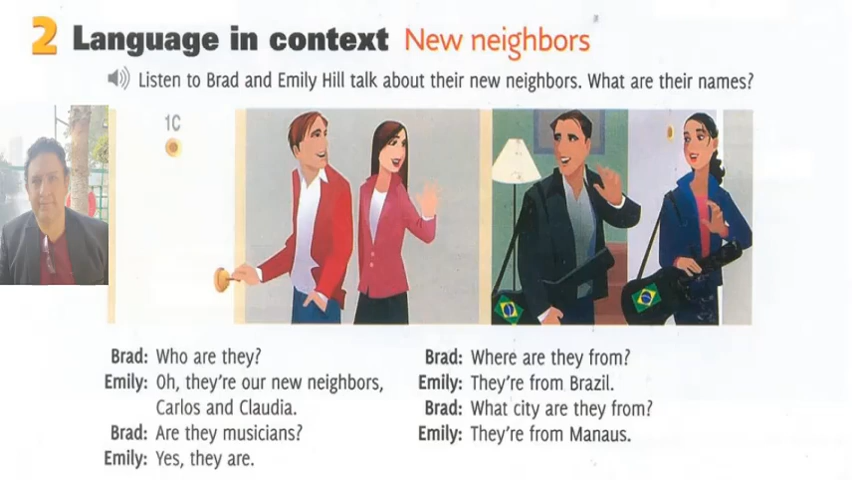 2 Language in context New neighbors
Listen to Brad and Emily Hill talk about their new neighbors. What are their names?
1C
Brad: Who are they?
Emily: Oh, they're our new neighbors,
Carlos and Claudia.
Brad: Are they musicians?
Emily: Yes, they are.
Brad: Where are they from?
Emily: They're from Brazil.
Brad: What city are they from?
Emily: They're from Manaus.